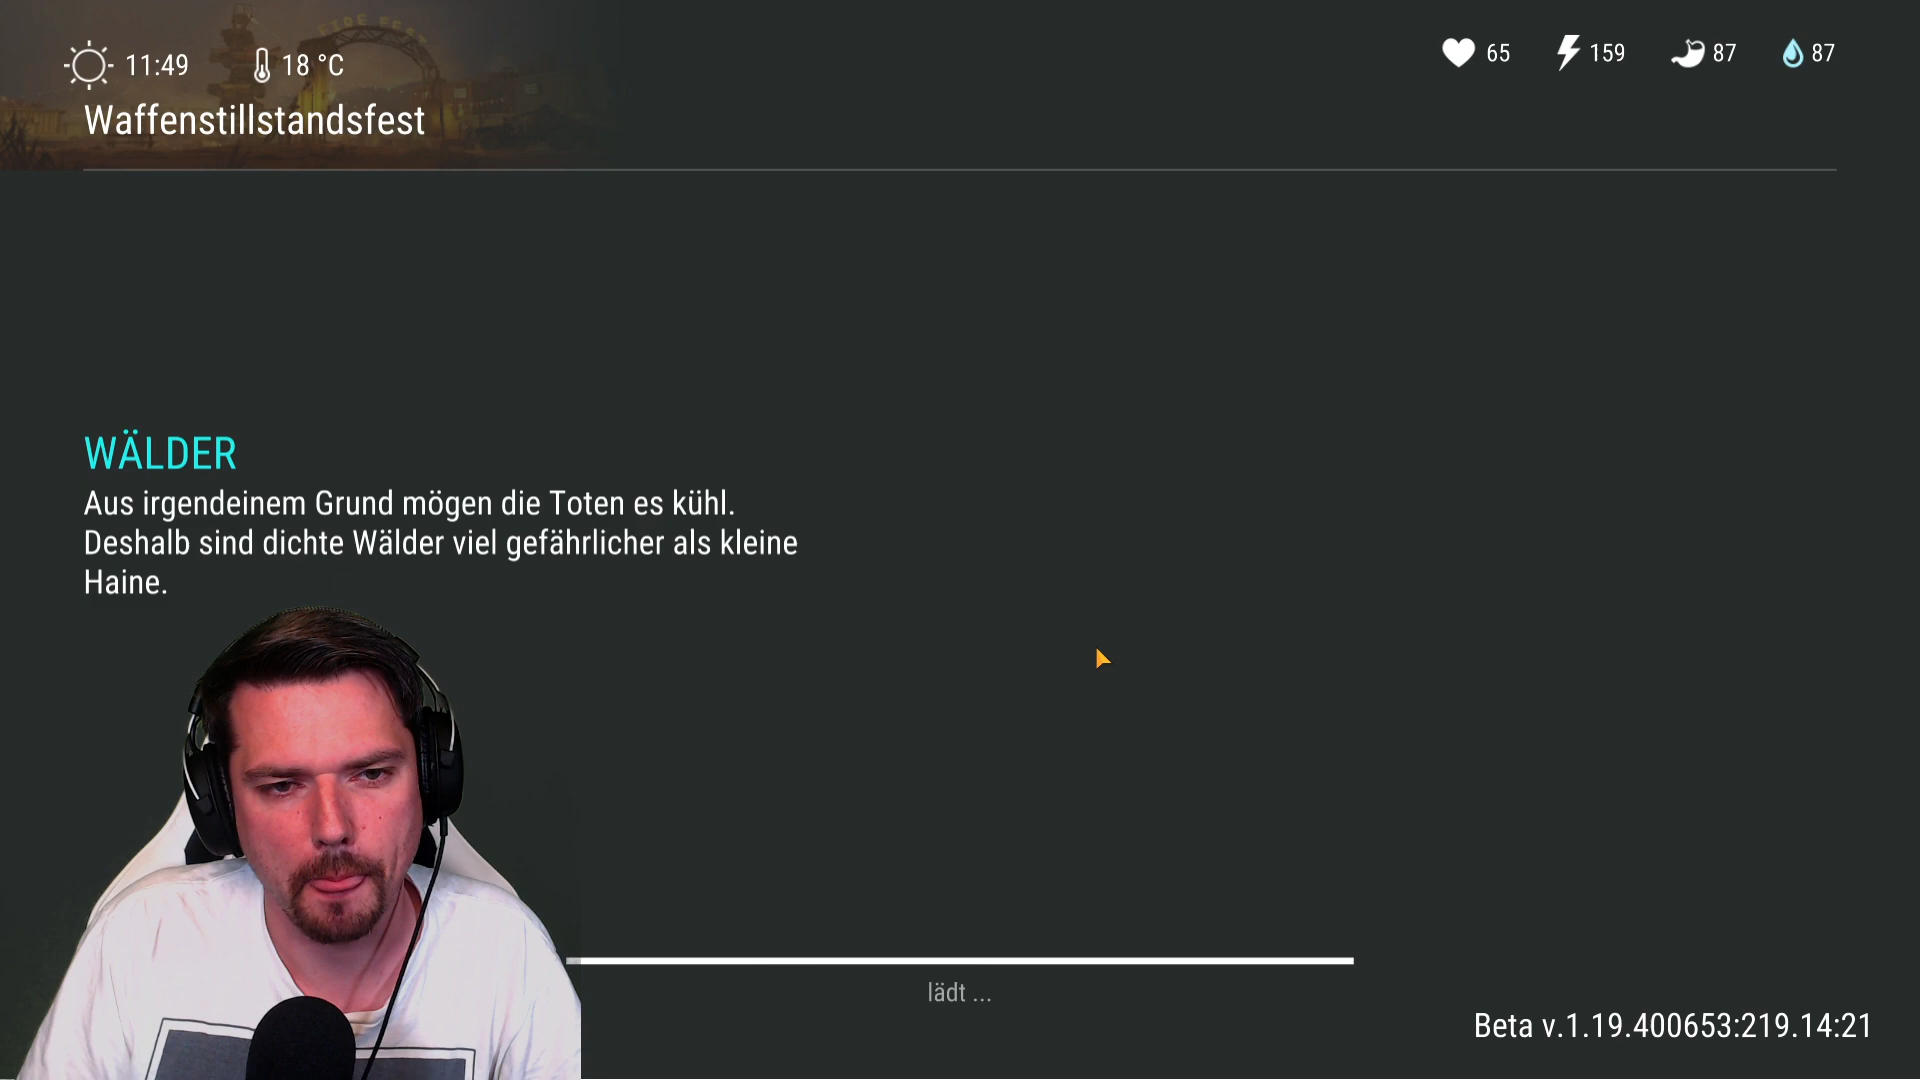 11:49
18 °C
65
159
87
87
Waffenstillstandsfest
WÄLDER
Aus irgendeinem Grund mögen die Toten es kühl.
Deshalb sind dichte Wälder viel gefährlicher als kleine
Haine.
lädt ...
Beta v.1.19.400653:219.14:21